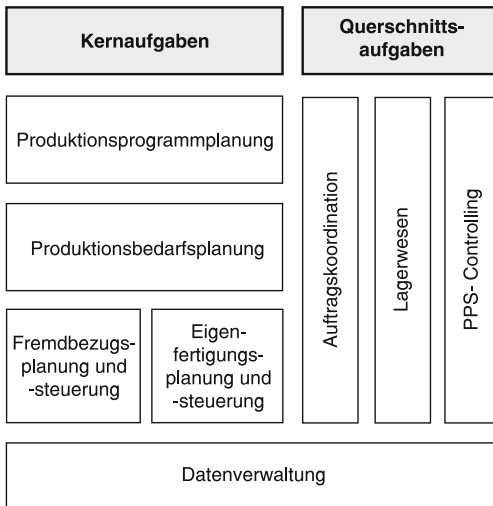 Kernaufgaben
Querschnitts-
aufgaben
Produktionsprogrammplanung
Produktionsbedarfsplanung
Fremdbezugs-
planung und
-steuerung
Eigen-
fertigungs-
planung und
-steuerung
Auftragskoordination
Lagerwesen
PPS- Controlling
Datenverwaltung